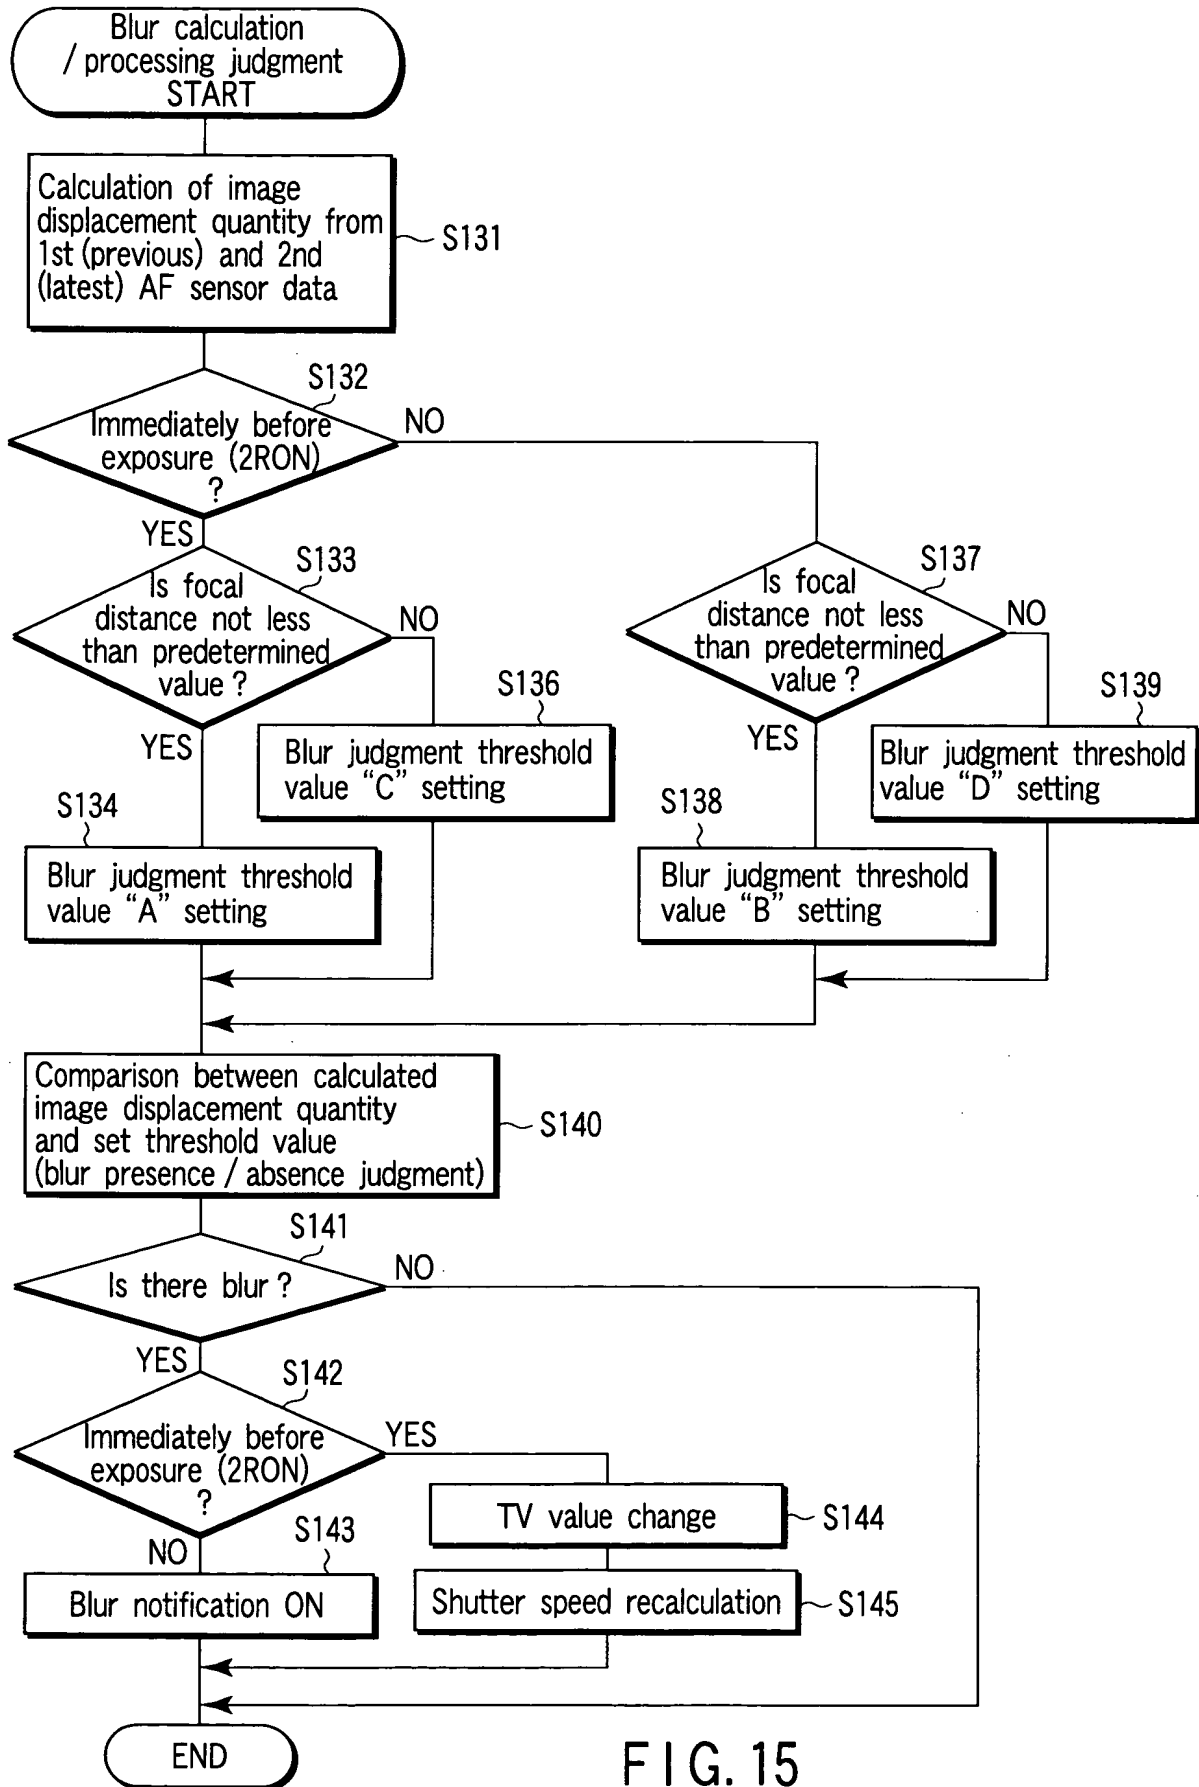 Blur calculation
/ processing judgment
START
Calculation of image
displacement quantity from
1st (previous) and 2nd
(latest) AF sensor data
S131
S132
Immediately before
exposure (2RON)
?
NO
YES
S133
Is focal
distance not less
than predetermined
value ?
NO
YES
S137
Is focal
distance not less
than predetermined
value ?
NO
YES
S136
Blur judgment threshold
value “C” setting
S139
Blur judgment threshold
value “D” setting
S134
Blur judgment threshold
value “A” setting
S138
Blur judgment threshold
value “B” setting
Comparison between calculated
image displacement quantity
and set threshold value
(blur presence / absence judgment)
S140
S141
Is there blur ?
NO
YES
S142
Immediately before
exposure (2RON)
?
YES
NO
TV value change
S144
S143
Blur notification ON
Shutter speed recalculation
S145
END
FIG. 15